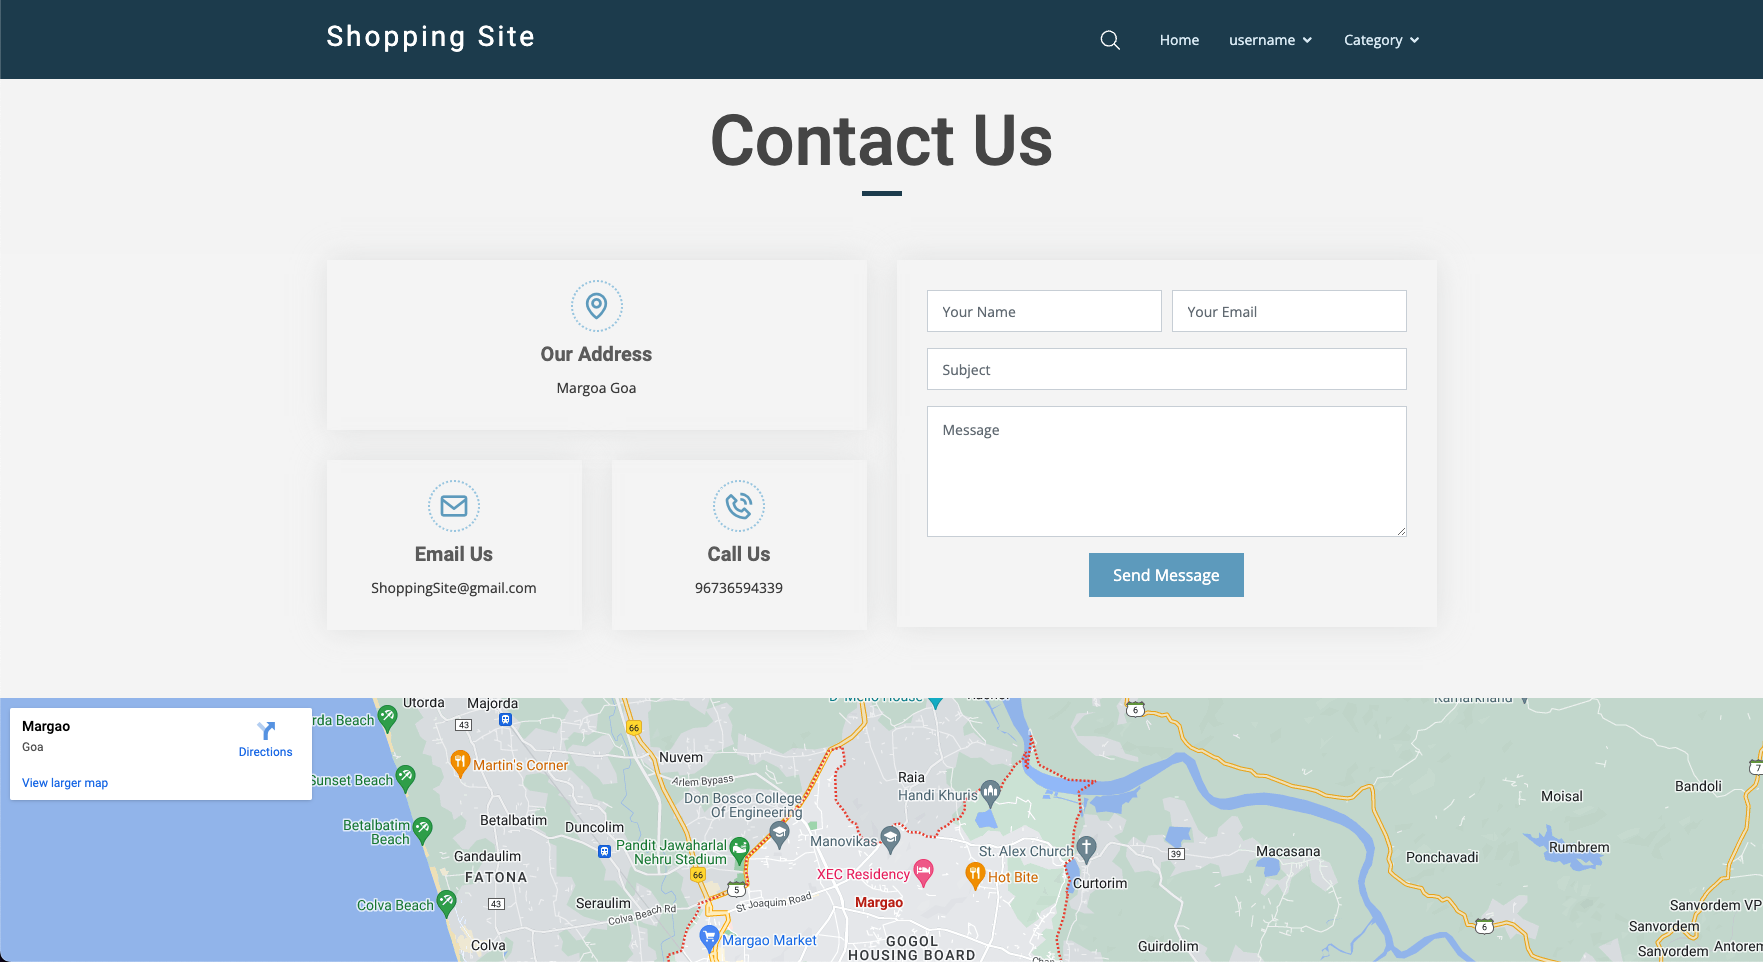 Shopping Site
Home
username
Category
Contact Us
Our Address
Margoa Goa
Email Us
ShoppingSite@gmail.com
Call Us
96736594339
Your Name
Your Email
Subject
Message
Send Message
Margao
Goa
Directions
View larger map
Utorda
Majorda
rda Beach
43
66
6
7
Nuvem
Martin's Corner
Sunset Beach
Arlem Bypass
Raia
Handi Khuris
Don Bosco College
Of Engineering
Moisal
Bandoli
Betalbatim
Betalbatim
Beach
Duncolim
Manovikas
Pandit Jawaharlal
Nehru Stadium
St. Alex Church
39
Macasana
Rumbrem
Ponchavadi
Gandaulim
FATONA
66
5
XEC Residency
Hot Bite
Curtorim
Colva Beach
43
Seraulim
Colva Beach Rd
St Joaquim Road
Margao
Sanvordem VP
Sanvordem
6
Colva
Margao Market
GOGOL
HOUSING BOARD
Guirdolim
Sanvordem
Antorem